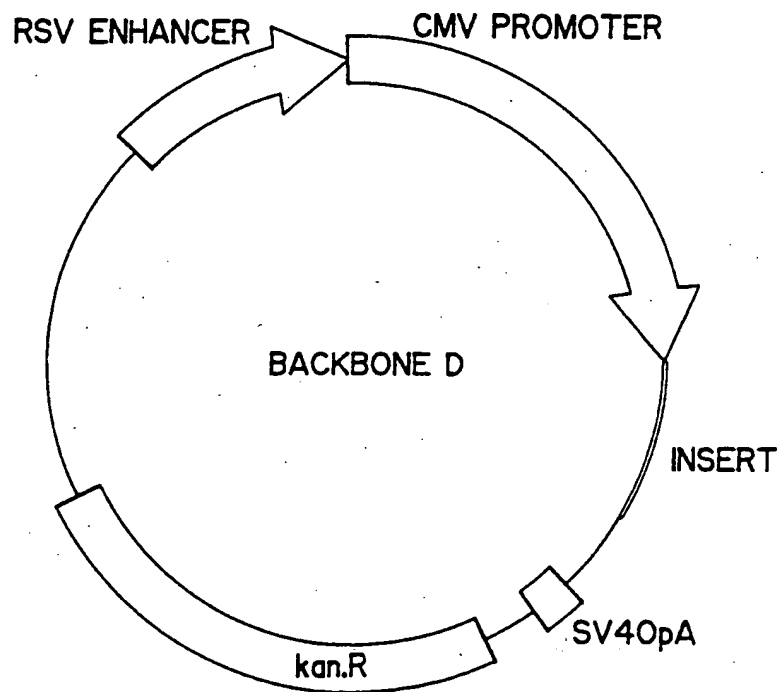 RSV ENHANCER
CMV PROMOTER
BACKBONE D
INSERT
SV40pA
kan.R